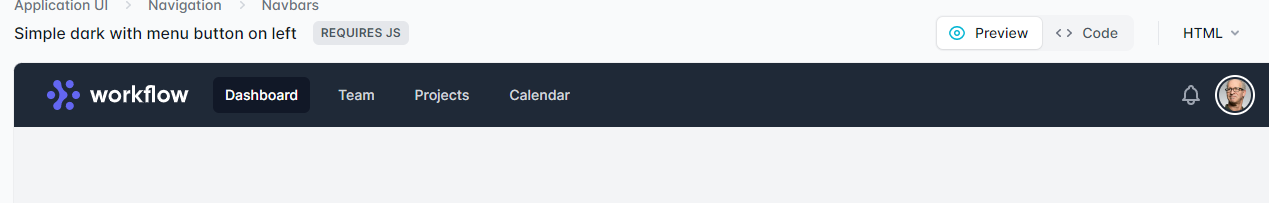 Application UI > Navigation > Navbars
Simple dark with menu button on left REQUIRES JS Preview Code HTML
workflow Dashboard Team Projects Calendar